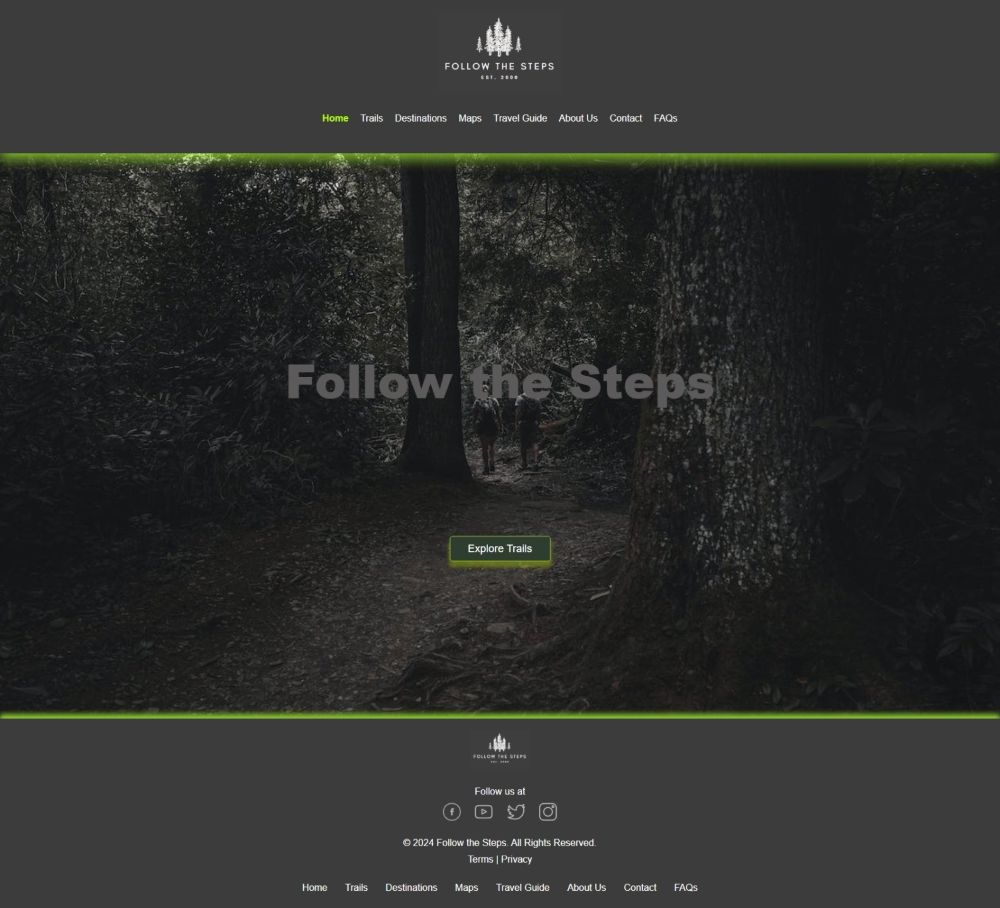 FOLLOW THE STEPS
EST. 2000
Home Trails Destinations Maps Travel Guide About Us Contact FAQs
Follow the Steps
Explore Trails
FOLLOW THE STEPS
EST. 2000
Follow us at
© 2024 Follow the Steps. All Rights Reserved.
Terms | Privacy
Home Trails Destinations Maps Travel Guide About Us Contact FAQs